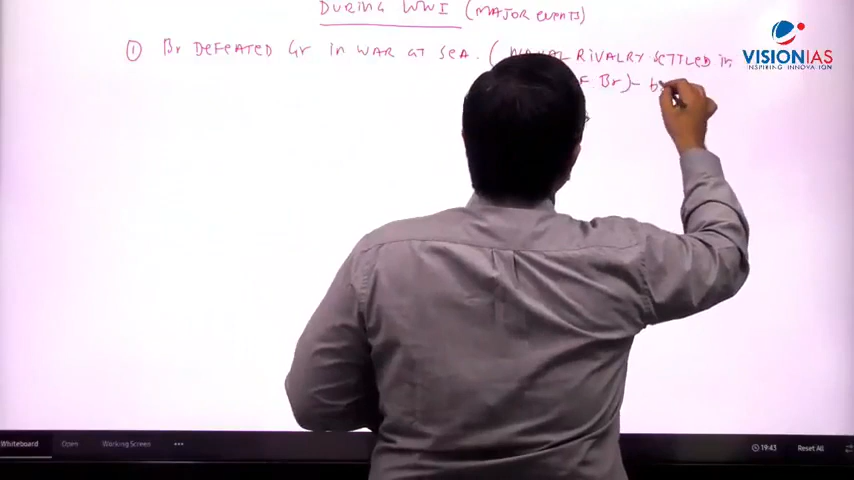 DURING WWI (MAJOR EVENTS)
① Br DEFEATED Gr in WAR AT SEA. ( NAVAL RIVALRY SETTLED in
F Br) - b
VISIONIAS
INSPIRING INNOVATION
Whiteboard Open Working Screen ••• 19:43 Reset All